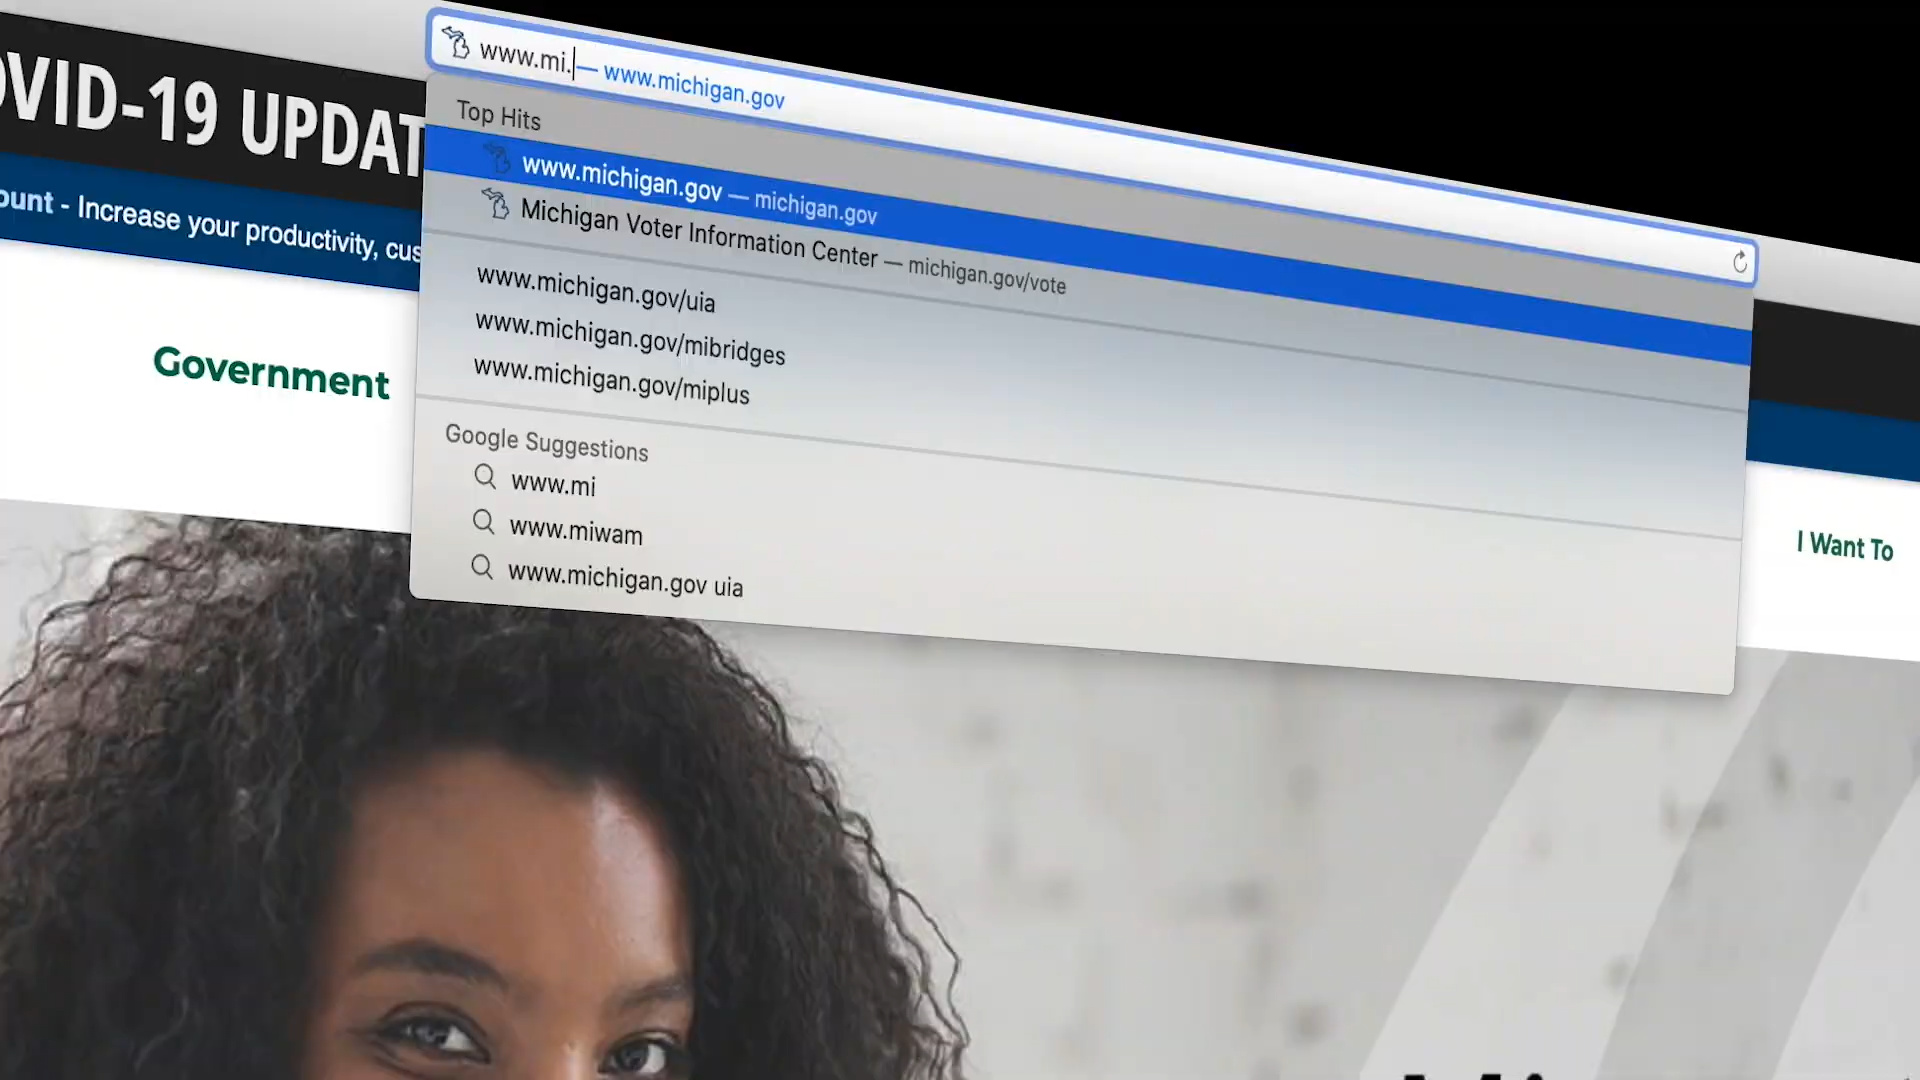 www.mi.— www.michigan.gov
OVID-19 UPDAT
Top Hits
www.michigan.gov — michigan.gov
ount - Increase your productivity, cus
Michigan Voter Information Center — michigan.gov/vote
www.michigan.gov/uia
www.michigan.gov/mibridges
www.michigan.gov/miplus
Government
Google Suggestions
www.mi
www.miwam
www.michigan.gov uia
I Want To